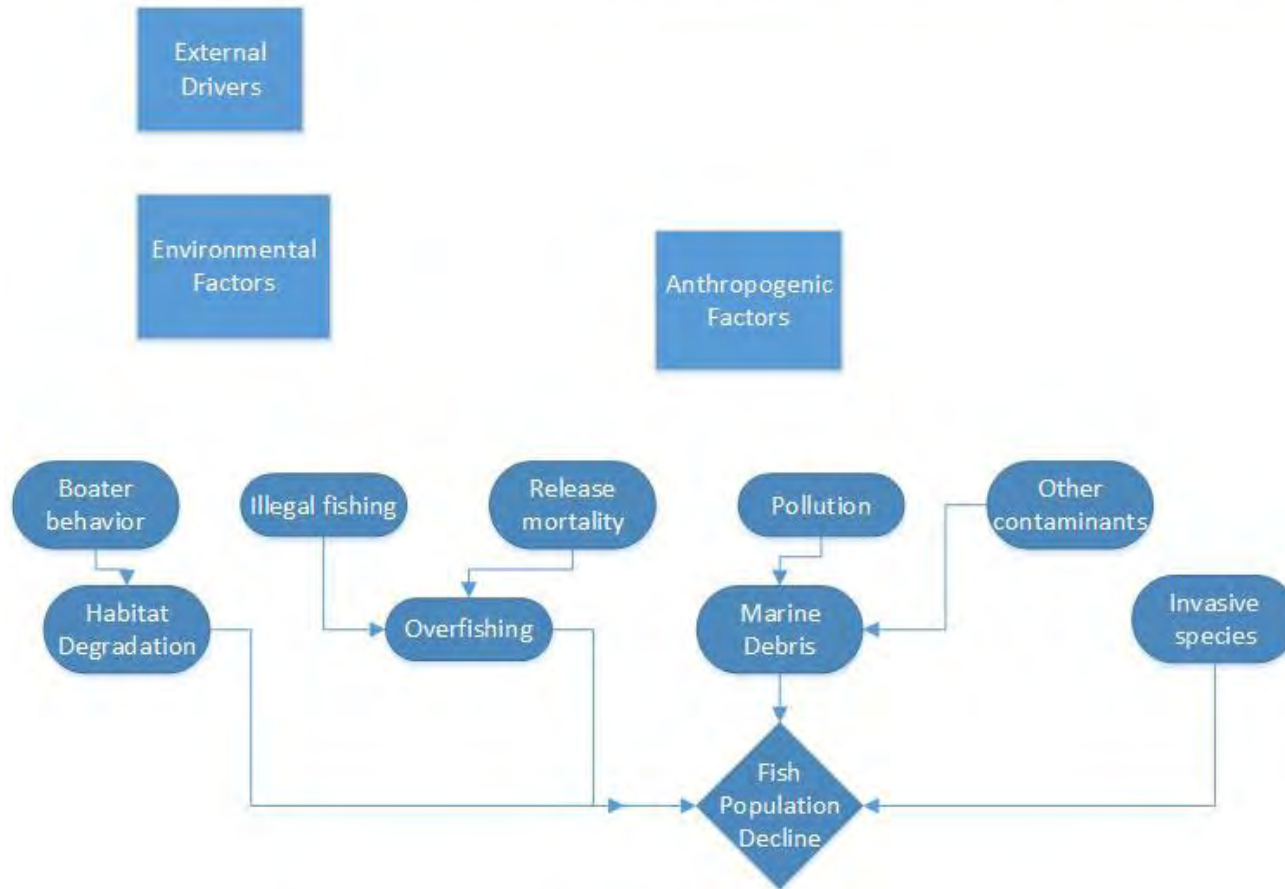 External
Drivers
Environmental
Factors
Anthropogenic
Factors
Boater
behavior
Illegal fishing
Release
mortality
Pollution
Other
contaminants
Habitat
Degradation
Overfishing
Marine
Debris
Invasive
species
Fish
Population
Decline